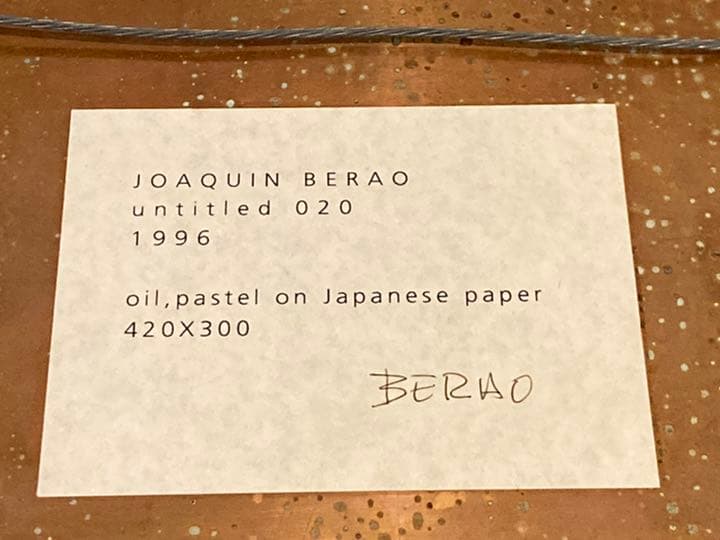 JOAQUIN BERAO
untitled 020
1996
oil,pastel on Japanese paper
420X300
BERAO